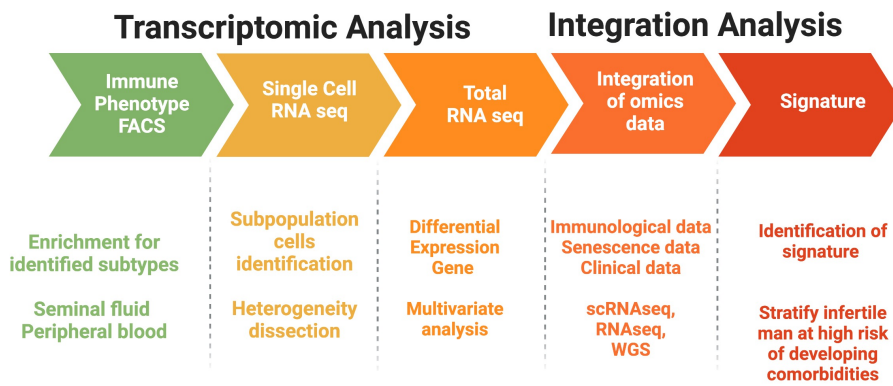 Transcriptomic Analysis
Integration Analysis
Immune
Phenotype
FACS
Single Cell
RNA seq
Total
RNA seq
Integration
of omics
data
Signature
Enrichment for
identified subtypes
Seminal fluid
Peripheral blood
Subpopulation
cells
identification
Heterogeneity
dissection
Differential
Expression
Gene
Multivariate
analysis
Immunological data
Senescence data
Clinical data
scRNAseq,
RNAseq,
WGS
Identification of
signature
Stratify infertile
man at high risk
of developing
comorbidities